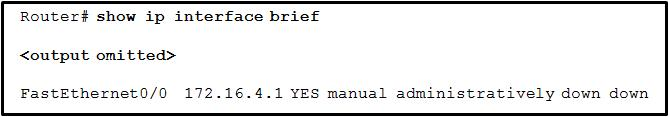 Router# show ip interface brief
<output omitted>
FastEthernet0/0 172.16.4.1 YES manual administratively down down